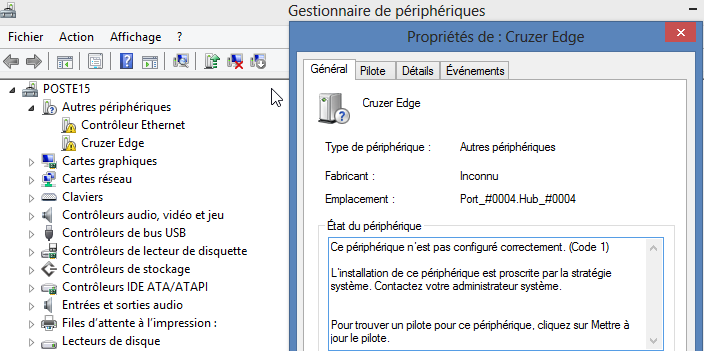 Gestionnaire de périphériques
Fichier Action Affichage ?
POSTE15
Autres périphériques
Contrôleur Ethernet
Cruzer Edge
Cartes graphiques
Cartes réseau
Claviers
Contrôleurs audio, vidéo et jeu
Contrôleurs de bus USB
Contrôleurs de lecteur de disquette
Contrôleurs de stockage
Contrôleurs IDE ATA/ATAPI
Entrées et sorties audio
Files d'attente à l'impression :
Lecteurs de disque
Propriétés de : Cruzer Edge
Général Pilote Détails Événements
Cruzer Edge
Type de périphérique : Autres périphériques
Fabricant : Inconnu
Emplacement : Port_#0004.Hub_#0004
État du périphérique
Ce périphérique n'est pas configuré correctement. (Code 1)
L'installation de ce périphérique est proscrite par la stratégie
système. Contactez votre administrateur système.
Pour trouver un pilote pour ce périphérique, cliquez sur Mettre à
jour le pilote.